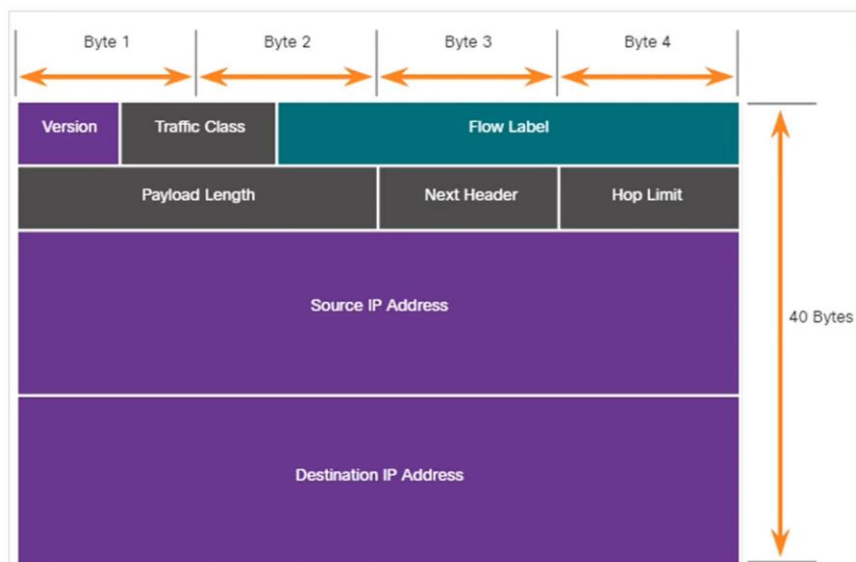 Byte 1 Byte 2 Byte 3 Byte 4
Version Traffic Class Flow Label
Payload Length Next Header Hop Limit
Source IP Address
40 Bytes
Destination IP Address